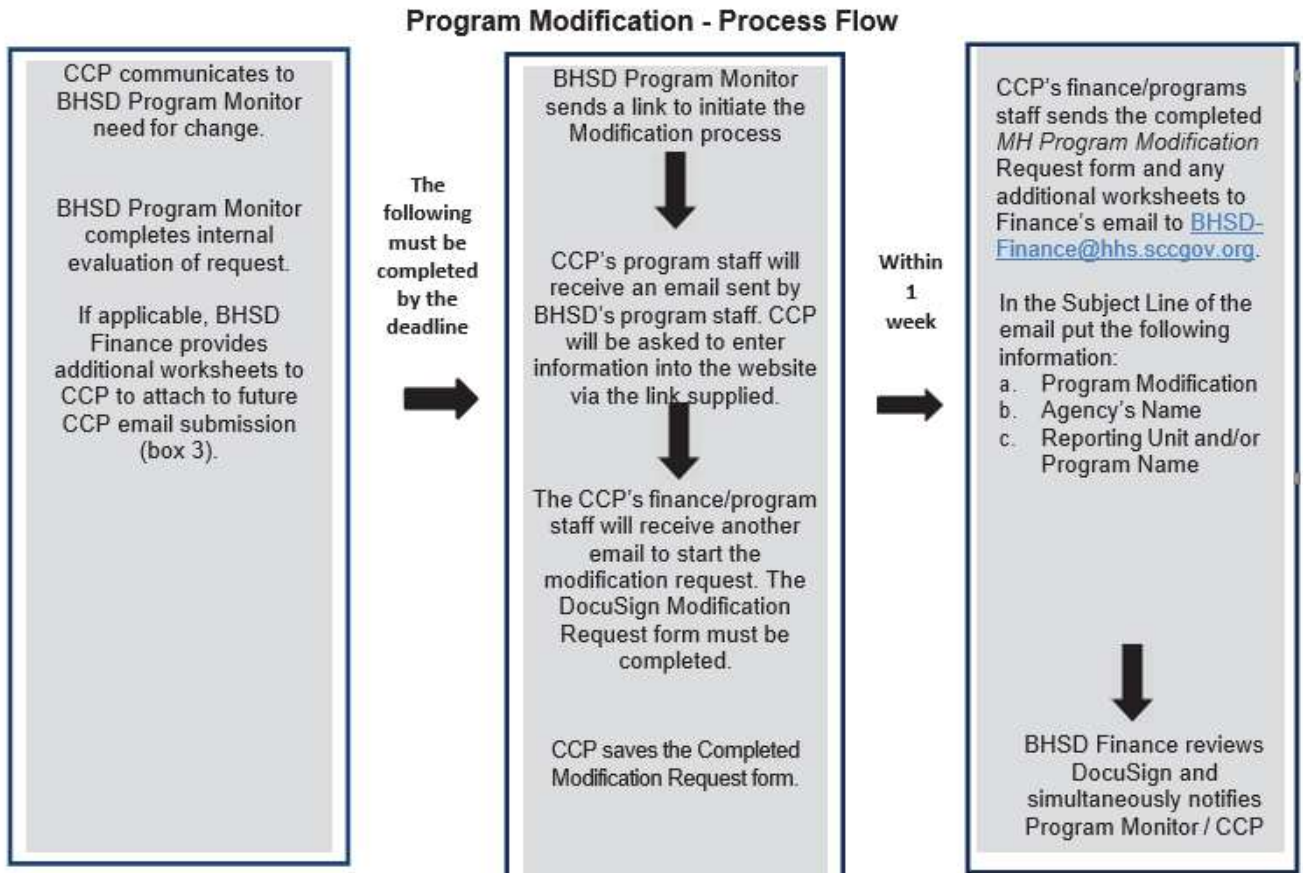 Program Modification - Process Flow
CCP communicates to
BHSD Program Monitor
need for change.
BHSD Program Monitor
completes internal
evaluation of request.
If applicable, BHSD
Finance provides
additional worksheets to
CCP to attach to future
CCP email submission
(box 3).
The
following
must be
completed
by the
deadline
BHSD Program Monitor
sends a link to initiate the
Modification process
CCP's program staff will
receive an email sent by
BHSD's program staff. CCP
will be asked to enter
information into the website
via the link supplied.
The CCP's finance/program
staff will receive another
email to start the
modification request. The
DocuSign Modification
Request form must be
completed.
CCP saves the Completed
Modification Request form.
Within
1
week
CCP's finance/programs
staff sends the completed
MH Program Modification
Request form and any
additional worksheets to
Finance's email to BHSD-
Finance@hhs.sccgov.org.
In the Subject Line of the
email put the following
information:
a. Program Modification
b. Agency's Name
c. Reporting Unit and/or
Program Name
BHSD Finance reviews
DocuSign and
simultaneously notifies
Program Monitor / CCP